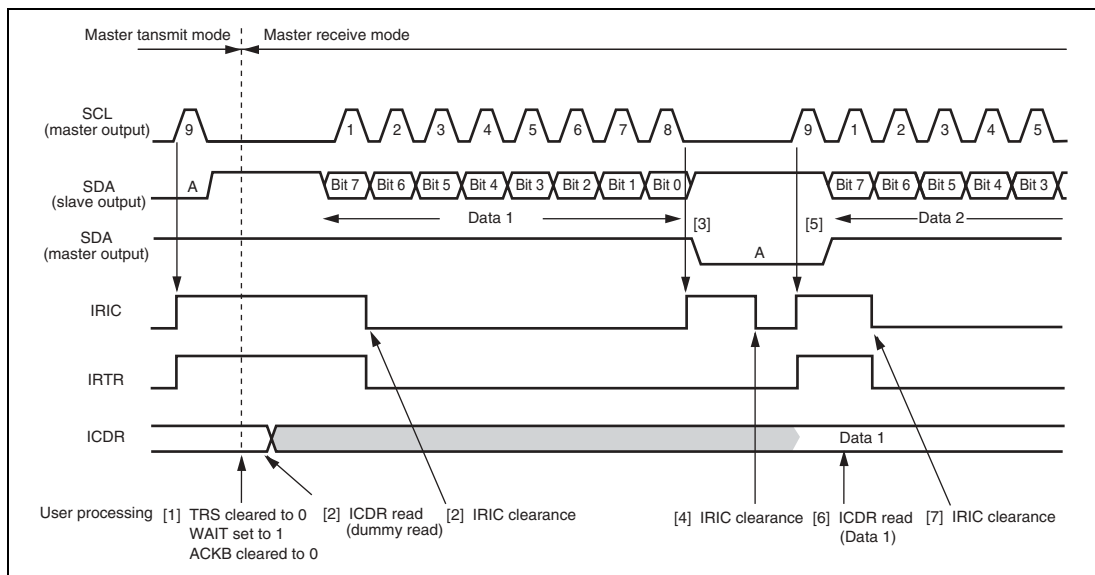 Master transmit mode Master receive mode
SCL
(master output)
9 1 2 3 4 5 6 7 8 9 1 2 3 4 5
SDA
(slave output)
A Bit 7 Bit 6 Bit 5 Bit 4 Bit 3 Bit 2 Bit 1 Bit 0 Bit 7 Bit 6 Bit 5 Bit 4 Bit 3
Data 1 [3] [5] Data 2
SDA
(master output)
A
IRIC
IRTR
ICDR
Data 1
User processing [1] TRS cleared to 0
WAIT set to 1
ACKB cleared to 0
[2] ICDR read
(dummy read)
[2] IRIC clearance
[4] IRIC clearance
[6] ICDR read
(Data 1)
[7] IRIC clearance